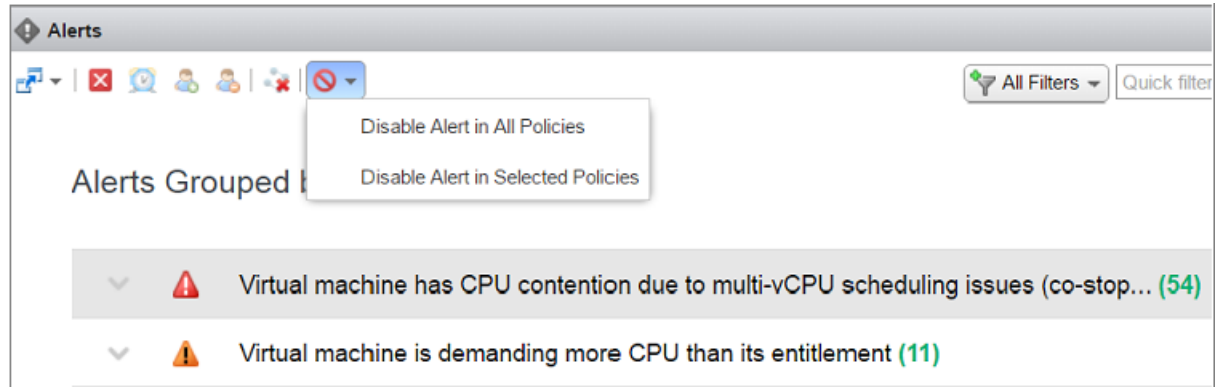 Alerts
All Filters
Quick filter
Disable Alert in All Policies
Disable Alert in Selected Policies
Alerts Grouped
Virtual machine has CPU contention due to multi-vCPU scheduling issues (co-stop... (54)
Virtual machine is demanding more CPU than its entitlement (11)